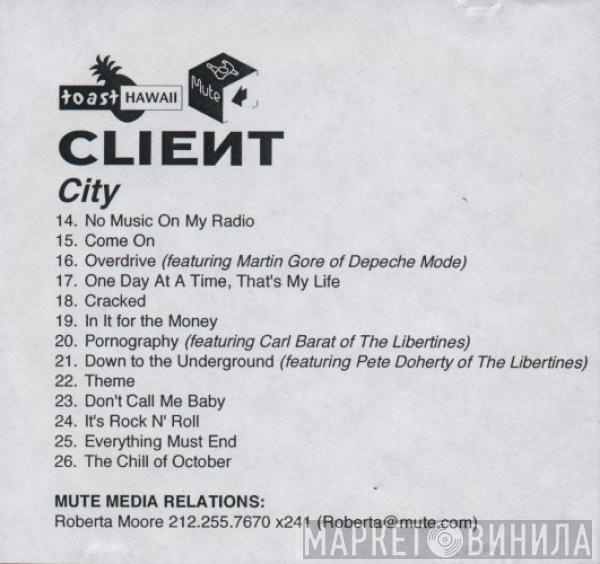 toast HAWAII
Mute
CLIEИT
City
14. No Music On My Radio
15. Come On
16. Overdrive (featuring Martin Gore of Depeche Mode)
17. One Day At A Time, That's My Life
18. Cracked
19. In It for the Money
20. Pornography (featuring Carl Barat of The Libertines)
21. Down to the Underground (featuring Pete Doherty of The Libertines)
22. Theme
23. Don't Call Me Baby
24. It's Rock N' Roll
25. Everything Must End
26. The Chill of October
MUTE MEDIA RELATIONS:
Roberta Moore 212.255.7670 x241 (Roberta@mute.com)
МАРКЕТ ВИНИЛА